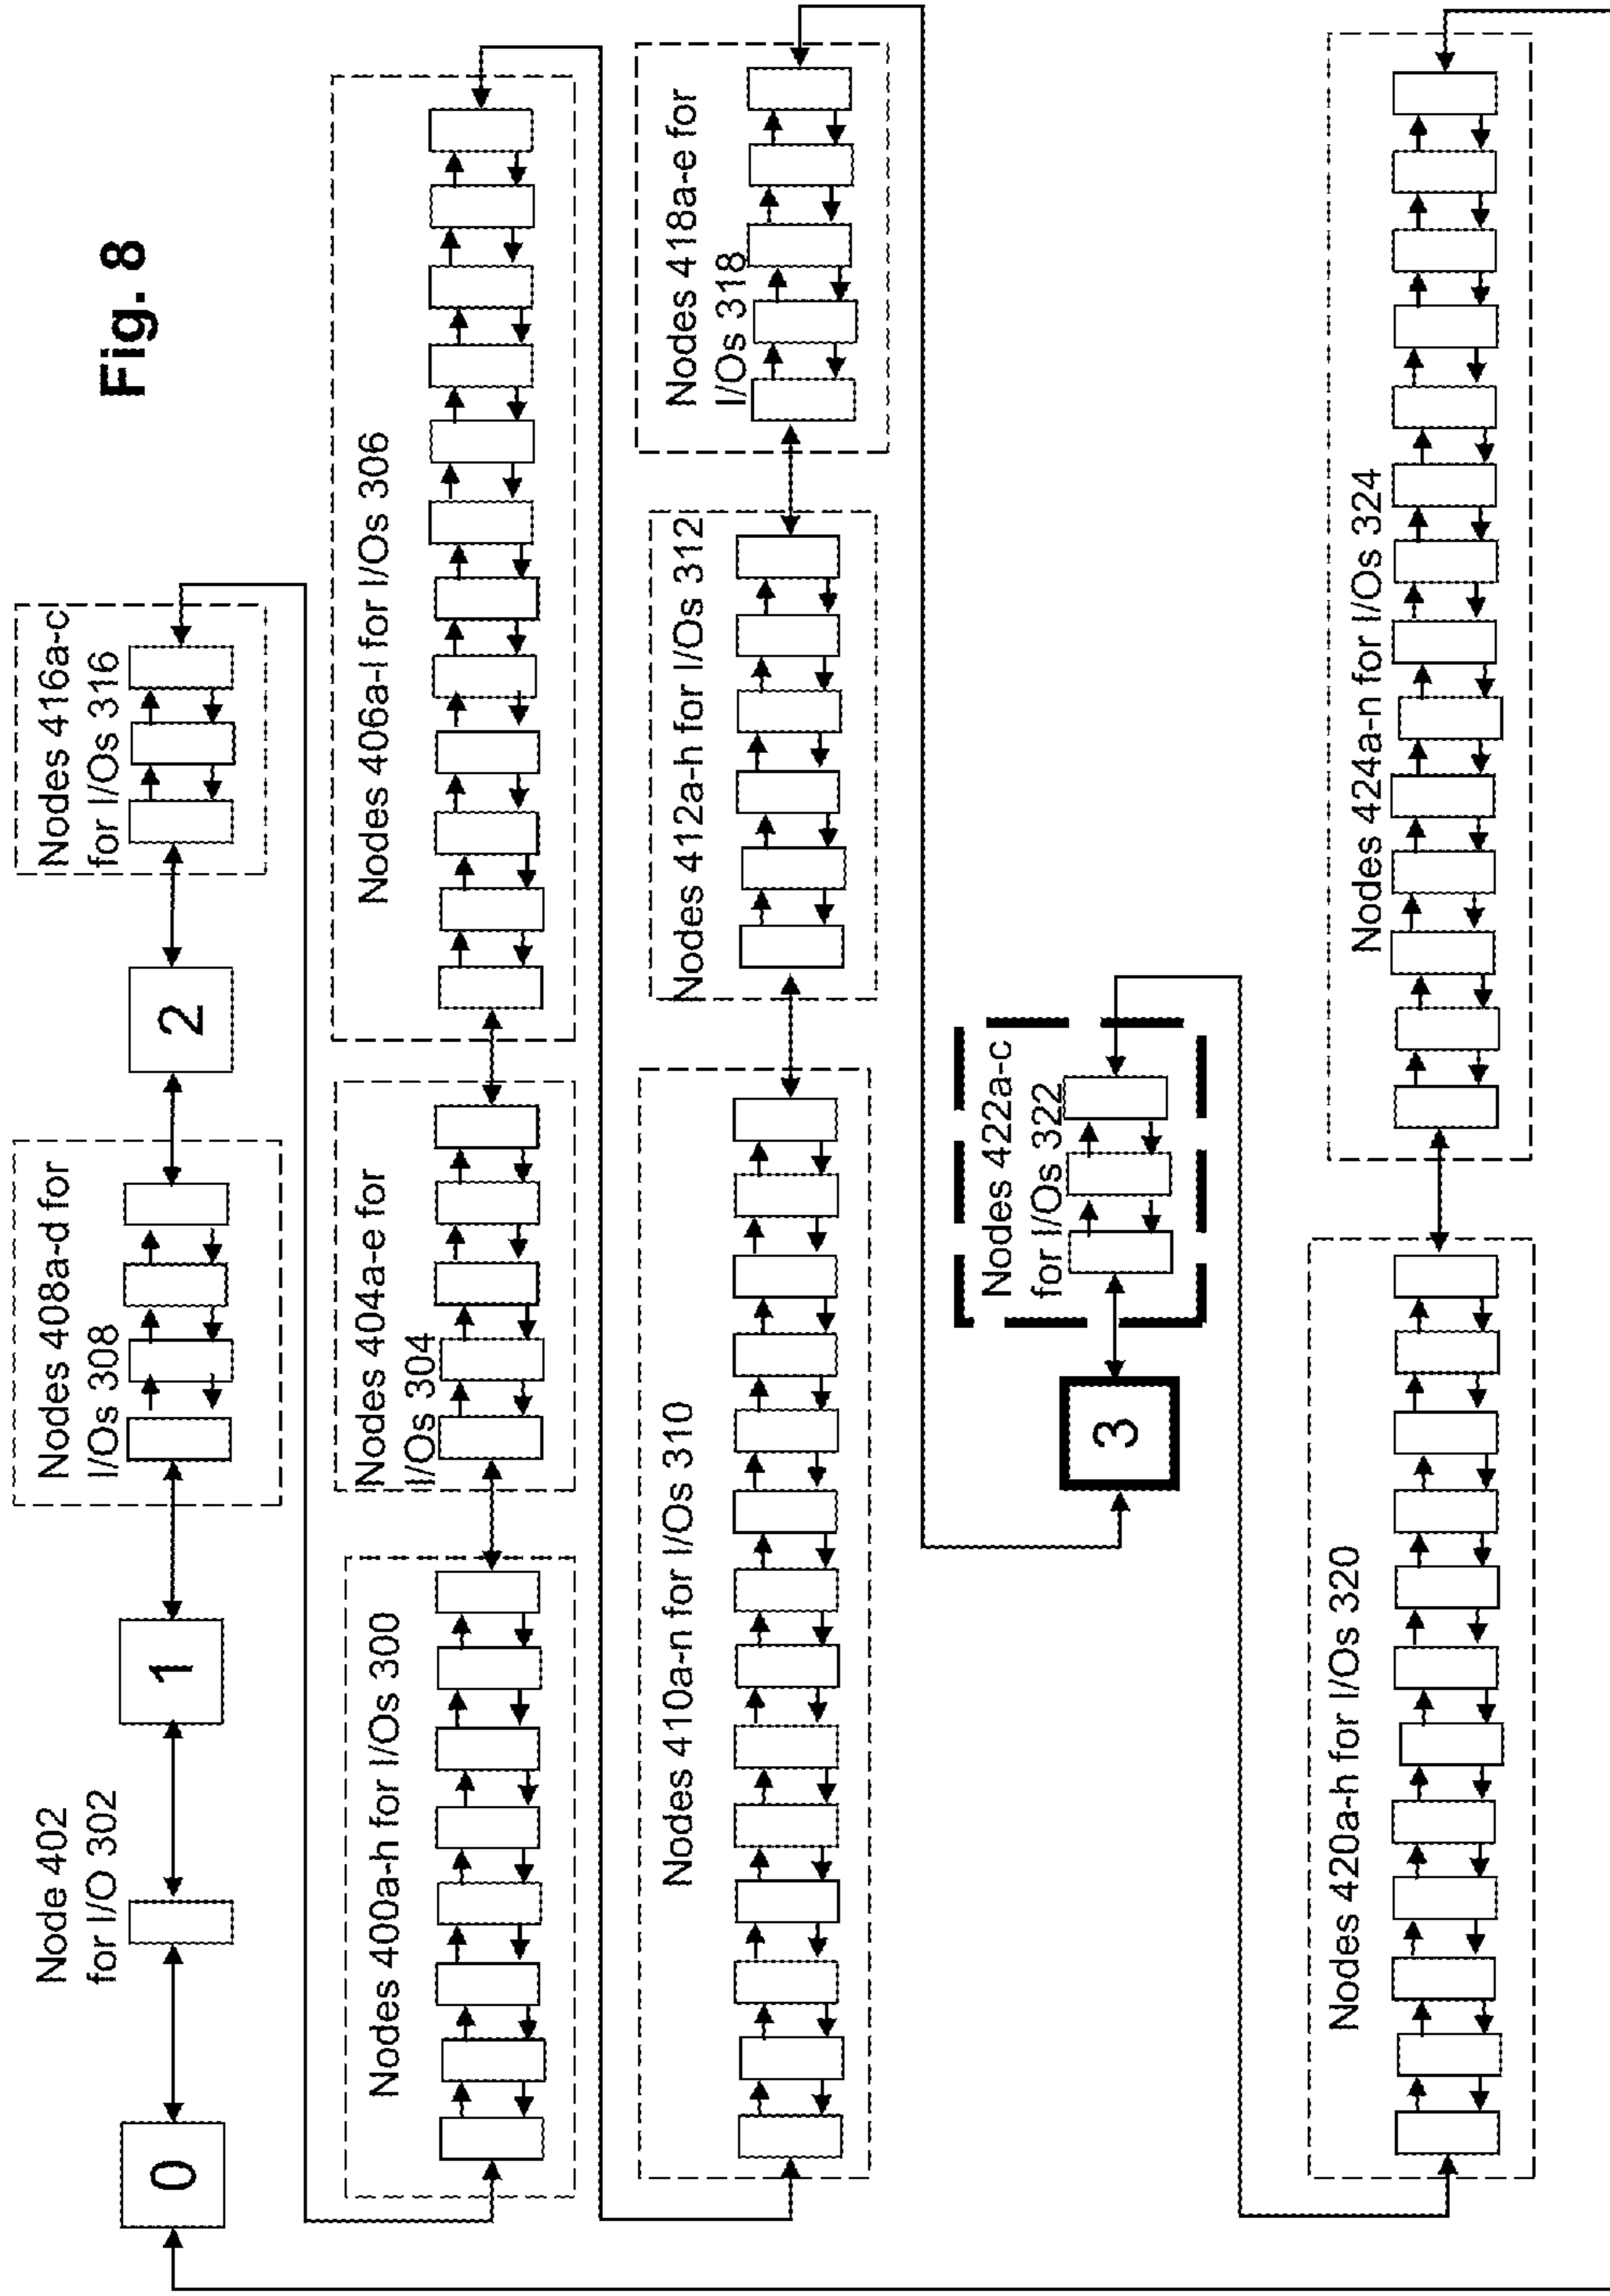 Fig. 8
0
Node 402
for I/O 302
1
Nodes 408a-d for
I/Os 308
2
Nodes 416a-c
for I/Os 316
Nodes 400a-h for I/Os 300
Nodes 404a-e for
I/Os 304
Nodes 406a-l for I/Os 306
Nodes 410a-n for I/Os 310
Nodes 412a-h for I/Os 312
Nodes 418a-e for
I/Os 318
3
Nodes 422a-c
for I/Os 322
Nodes 420a-h for I/Os 320
Nodes 424a-n for I/Os 324